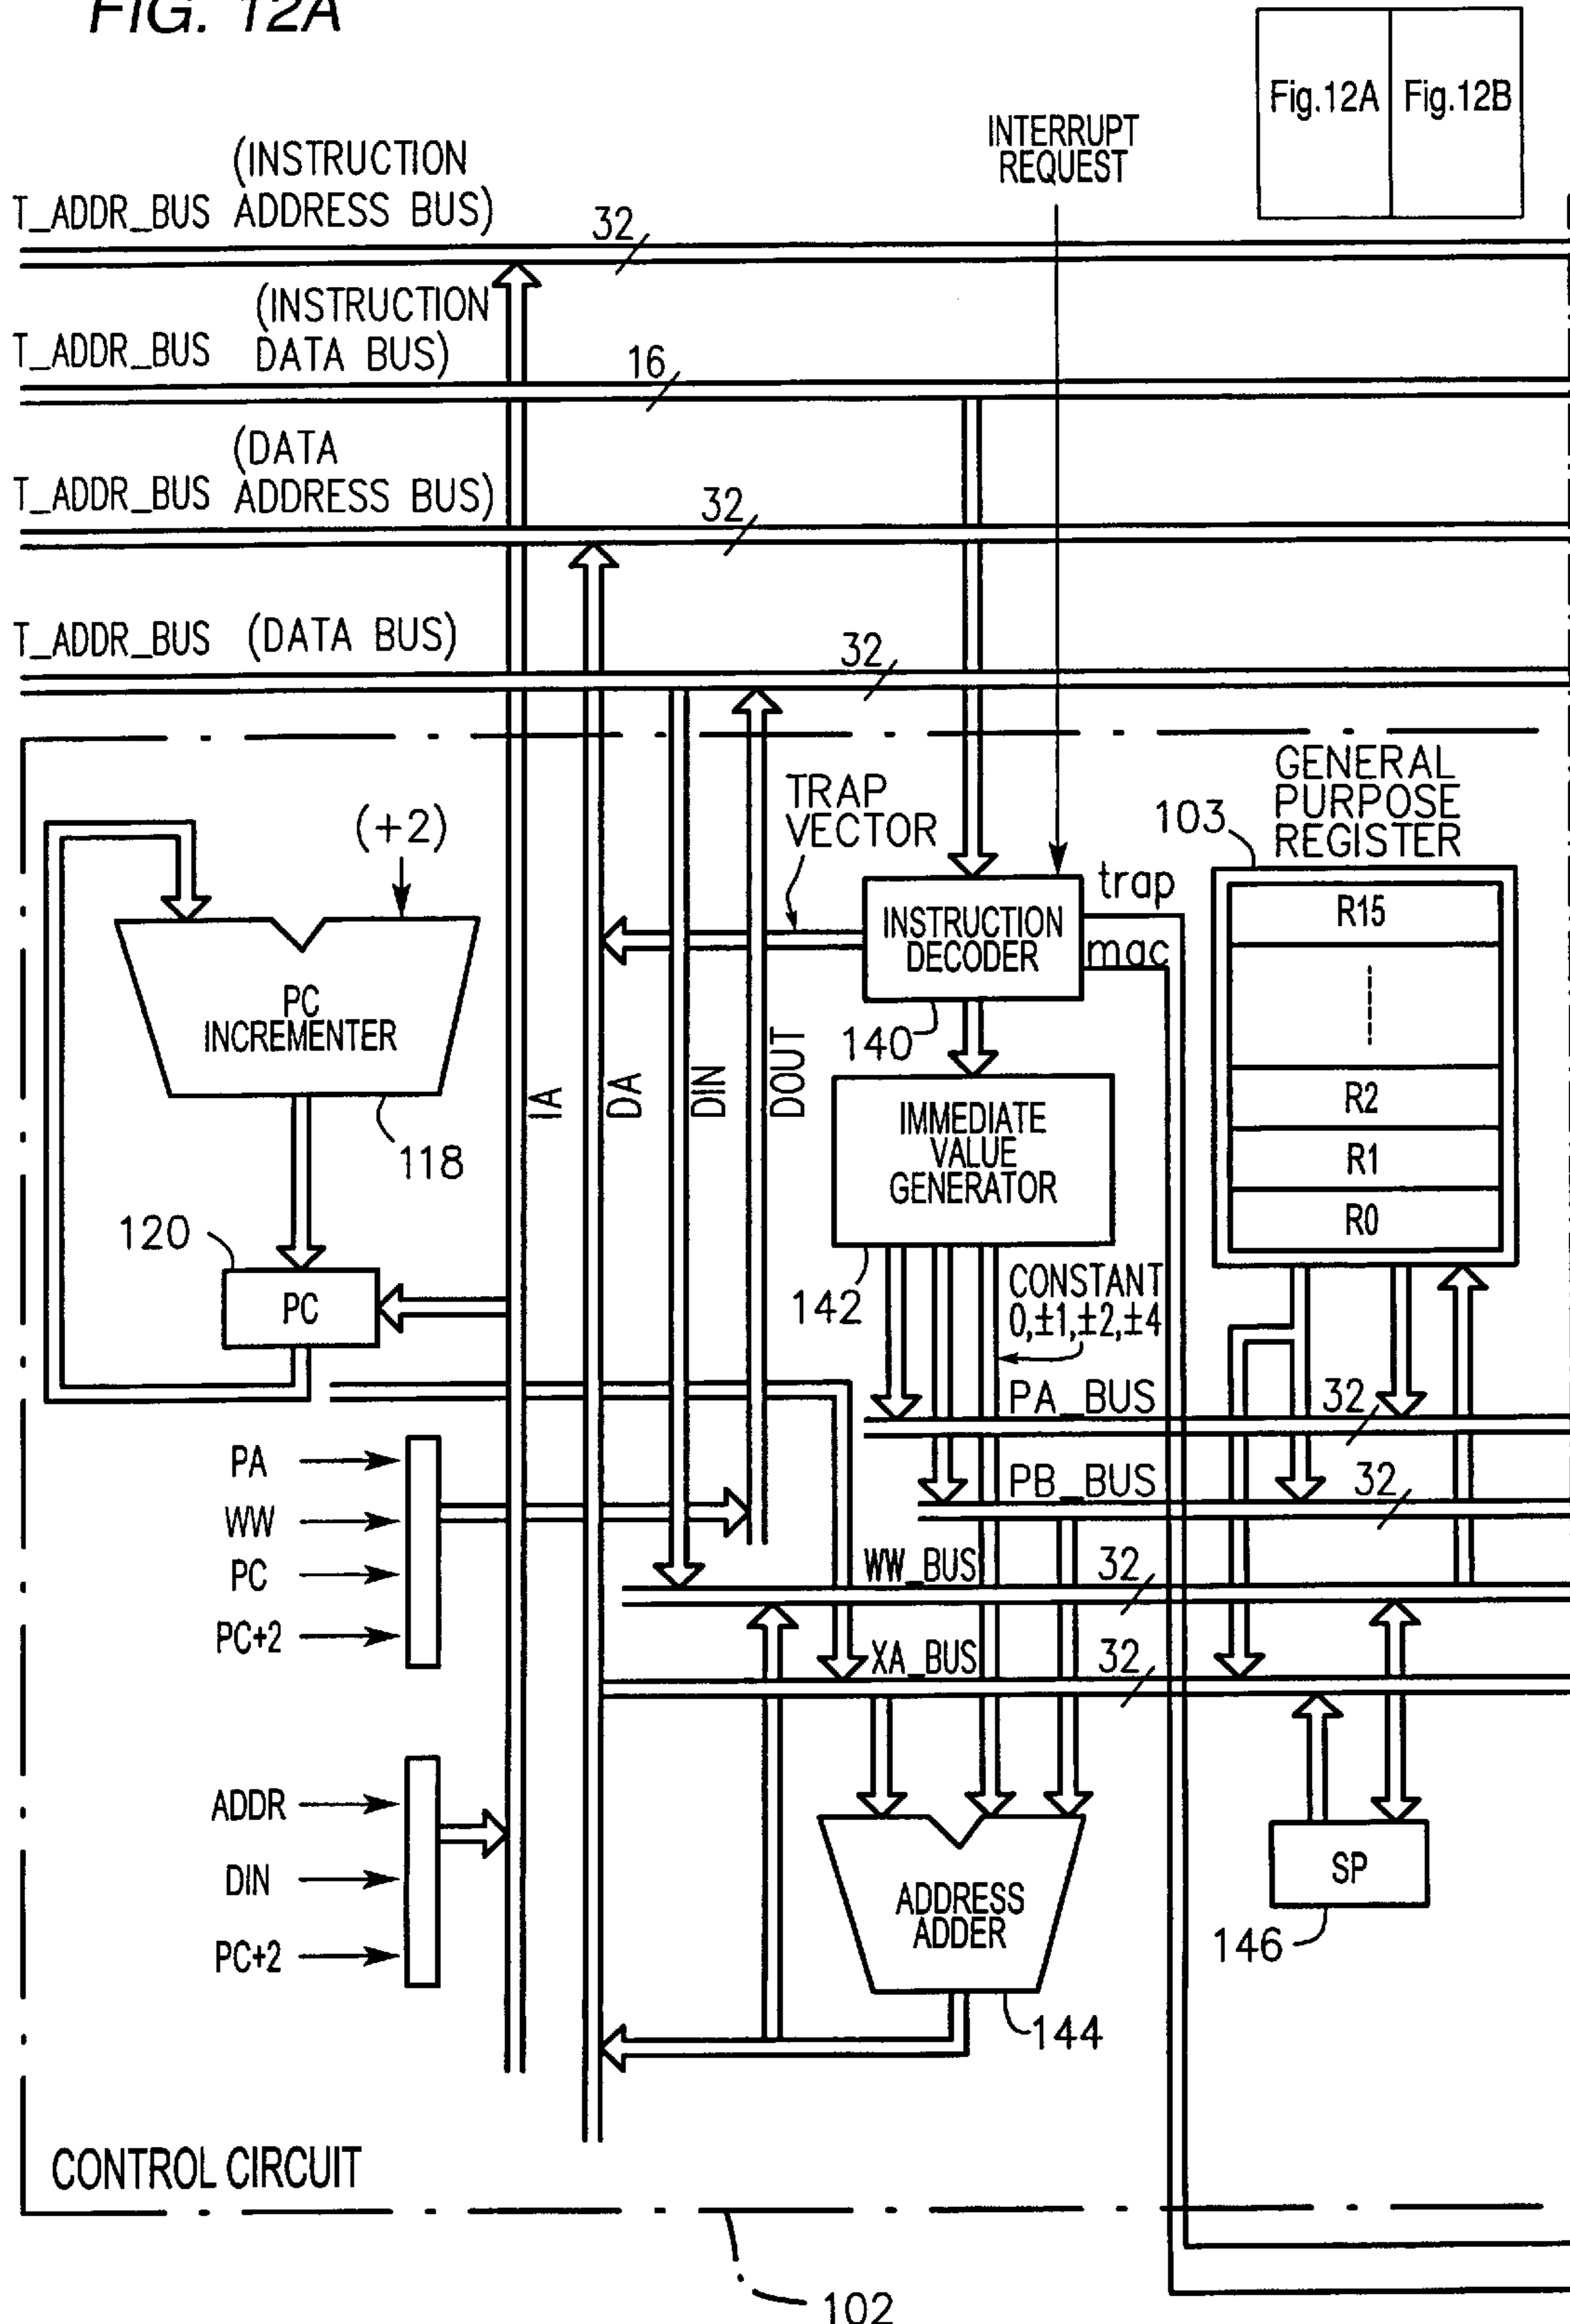 FIG. 12A
Fig.12A
Fig.12B
INTERRUPT
REQUEST
(INSTRUCTION
T_ADDR_BUS ADDRESS BUS)
32
(INSTRUCTION
T_ADDR_BUS DATA BUS)
16
(DATA
T_ADDR_BUS ADDRESS BUS)
32
T_ADDR_BUS (DATA BUS)
32
(+2)
PC
INCREMENTER
118
120
PC
IA
DA
DIN
DOUT
TRAP
VECTOR
INSTRUCTION
DECODER
140
trap
mac
GENERAL
PURPOSE
REGISTER
103
R15
R2
R1
R0
IMMEDIATE
VALUE
GENERATOR
142
CONSTANT
0,±1,±2,±4
PA_BUS
32
PB_BUS
32
WW_BUS
32
XA_BUS
32
PA
WW
PC
PC+2
ADDR
DIN
PC+2
ADDRESS
ADDER
144
SP
146
CONTROL CIRCUIT
102